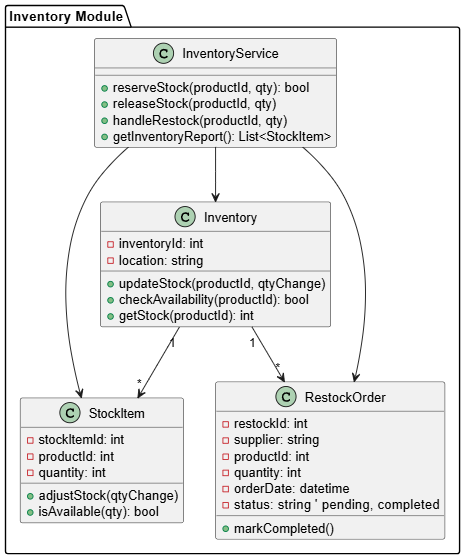 Inventory Module
C InventoryService
reserveStock(productId, qty): bool
releaseStock(productId, qty)
handleRestock(productId, qty)
getInventoryReport(): List<StockItem>
C Inventory
inventoryId: int
location: string
updateStock(productId, qtyChange)
checkAvailability(productId): bool
getStock(productId): int
1
1
*
*
C StockItem
stockItemId: int
productId: int
quantity: int
adjustStock(qtyChange)
isAvailable(qty): bool
C RestockOrder
restockId: int
supplier: string
productId: int
quantity: int
orderDate: datetime
status: string ' pending, completed
markCompleted()